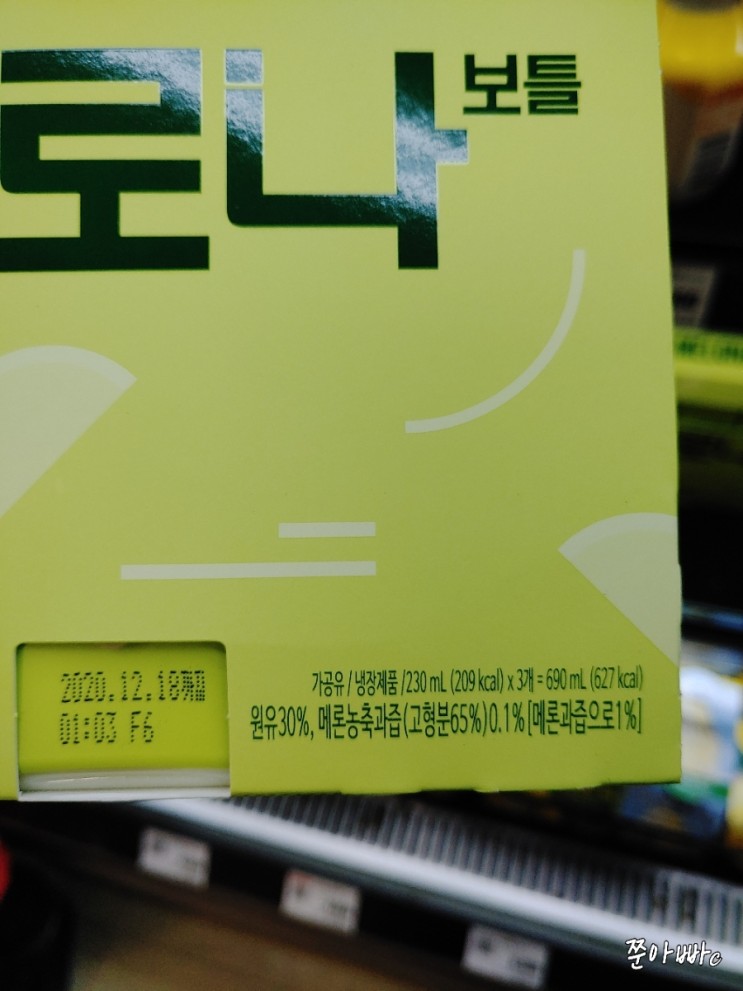 로나 보틀
2020.12.18까지
01:03 F6
가공유 / 냉장제품 /230 mL (209 kcal) x 3개 = 690 mL (627 kcal)
원유30%, 메론농축과즙(고형분65%)0.1% [메론과즙으로1%]
쭌아빠c